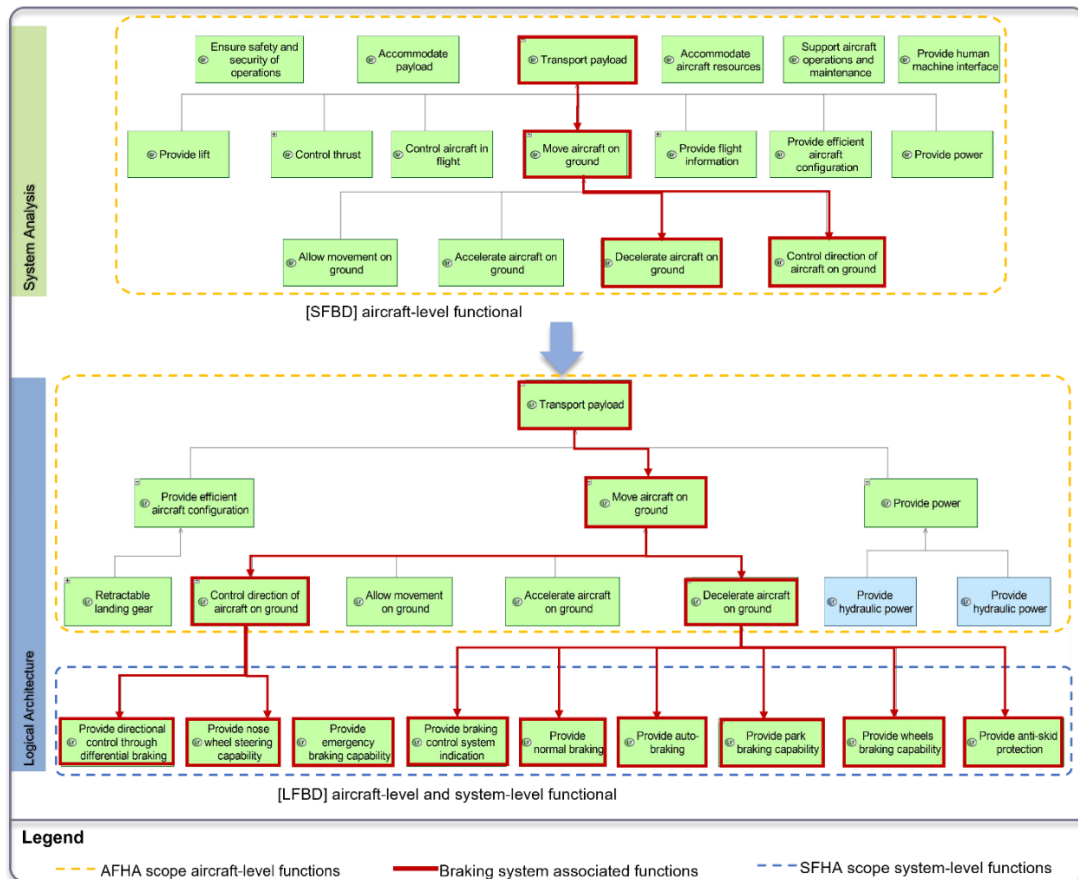 System Analysis
Ensure safety and
security of
operations
Accommodate
payload
Transport payload
Accommodate
aircraft resources
Support aircraft
operations and
maintenance
Provide human
machine interface
Provide lift
Control thrust
Control aircraft in
flight
Move aircraft on
ground
Provide flight
information
Provide efficient
aircraft
configuration
Provide power
Allow movement on
ground
Accelerate aircraft on
ground
Decelerate aircraft on
ground
Control direction of
aircraft on ground
[SFBD] aircraft-level functional
Logical Architecture
Transport payload
Provide efficient
aircraft configuration
Move aircraft on
ground
Provide power
Retractable
landing gear
Control direction of
aircraft on ground
Allow movement
on ground
Accelerate aircraft on
ground
Decelerate aircraft on
ground
Provide
hydraulic power
Provide
hydraulic power
Provide directional
control through
differential braking
Provide nose
wheel steering
capability
Provide
emergency
braking capability
Provide braking
control system
indication
Provide
normal braking
Provide auto-
braking
Provide park
braking capability
Provide wheels
braking capability
Provide anti-skid
protection
[LFBD] aircraft-level and system-level functional
Legend
AFHA scope aircraft-level functions
Braking system associated functions
SFHA scope system-level functions